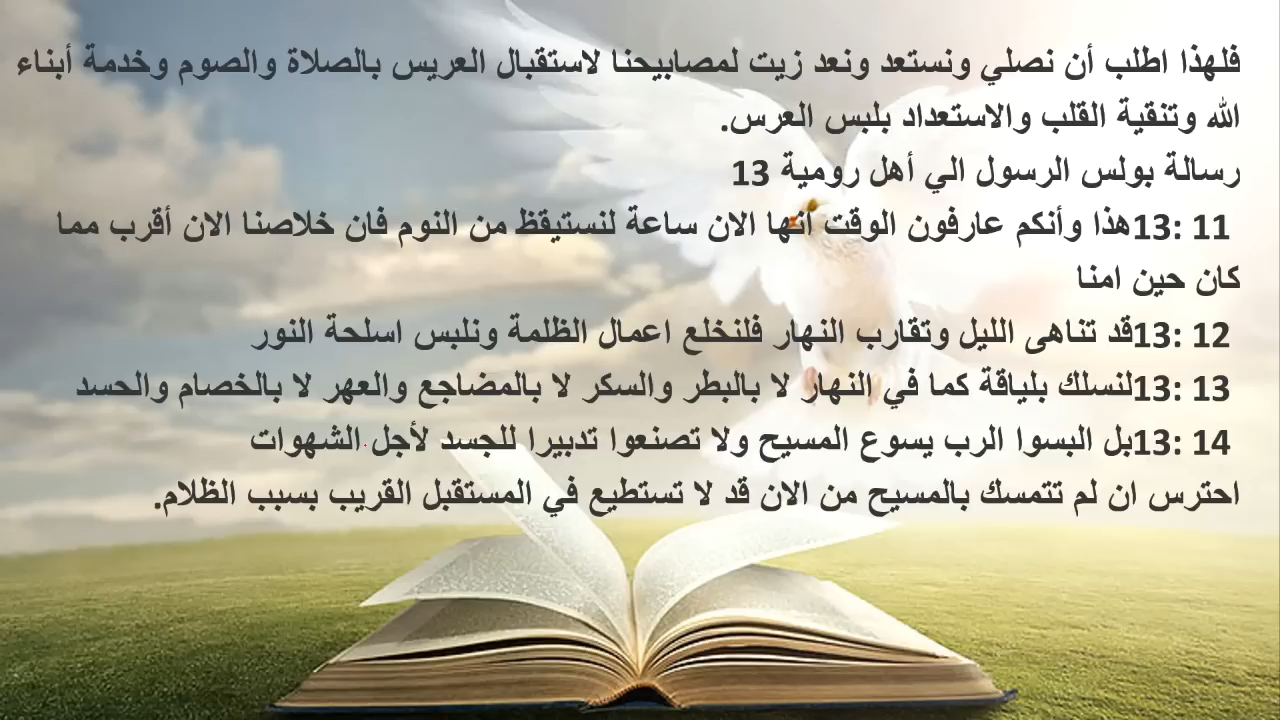 فلهذا اطلب أن نصلي ونستعد ونعد زيت لمصابيحنا لاستقبال العريس بالصلاة والصوم وخدمة أبناء
الله وتنقية القلب والاستعداد بلبس العرس.
رسالة بولس الرسول الي أهل رومية 13
13: 11هذا وأنكم عارفون الوقت انها الان ساعة لنستيقظ من النوم فان خلاصنا الان أقرب مما
كان حين امنا
13: 12قد تناهى الليل وتقارب النهار فلنخلع اعمال الظلمة ونلبس اسلحة النور
13: 13لنسلك بلياقة كما في النهار لا بالبطر والسكر لا بالمضاجع والعهر لا بالخصام والحسد
13: 14بل البسوا الرب يسوع المسيح ولا تصنعوا تدبيرا للجسد لأجل الشهوات
احترس ان لم تتمسك بالمسيح من الان قد لا تستطيع في المستقبل القريب بسبب الظلام.